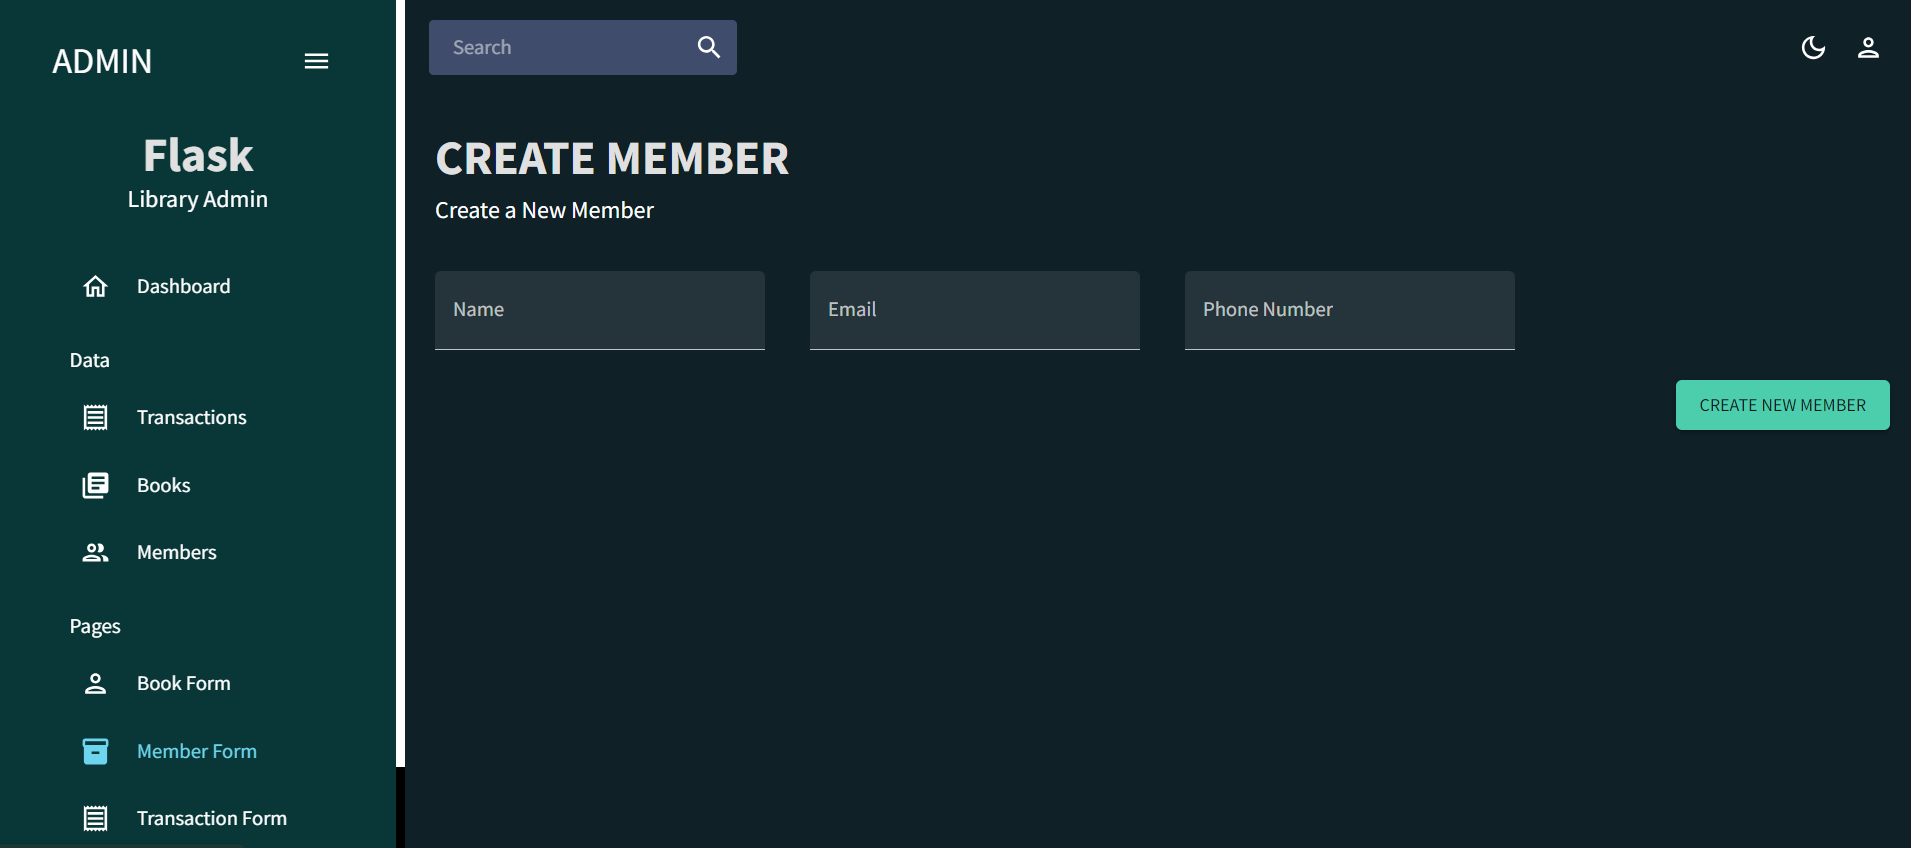 ADMIN
Flask
Library Admin
Dashboard
Data
Transactions
Books
Members
Pages
Book Form
Member Form
Transaction Form
Search
CREATE MEMBER
Create a New Member
Name
Email
Phone Number
CREATE NEW MEMBER